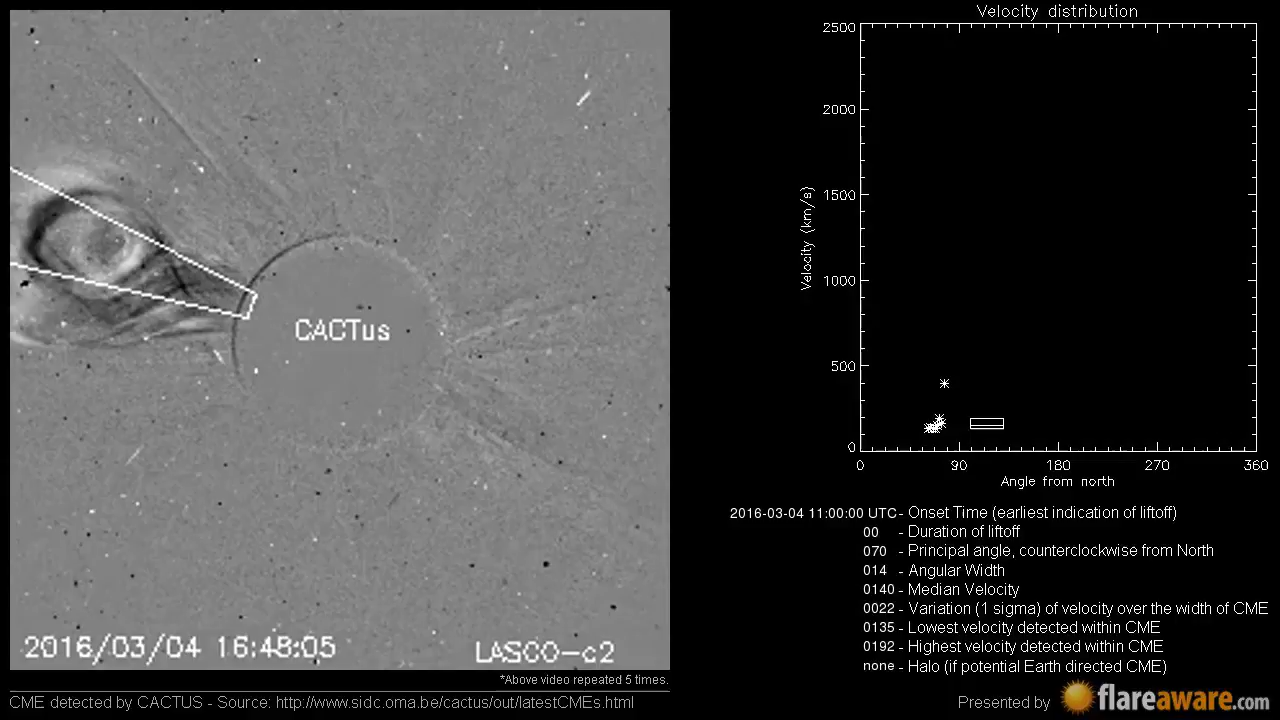 CACTus
2016/03/04 16:48:05
LASCO-c2
*Above video repeated 5 times.
CME detected by CACTUS - Source: http://www.sidc.oma.be/cactus/out/latestCMEs.html
Velocity distribution
2500
2000
1500
1000
500
0
Velocity (km/s)
0 90 180 270 360
Angle from north
2016-03-04 11:00:00 UTC - Onset Time (earliest indication of liftoff)
00 - Duration of liftoff
070 - Principal angle, counterclockwise from North
014 - Angular Width
0140 - Median Velocity
0022 - Variation (1 sigma) of velocity over the width of CME
0135 - Lowest velocity detected within CME
0192 - Highest velocity detected within CME
none - Halo (if potential Earth directed CME)
Presented by flareaware.com